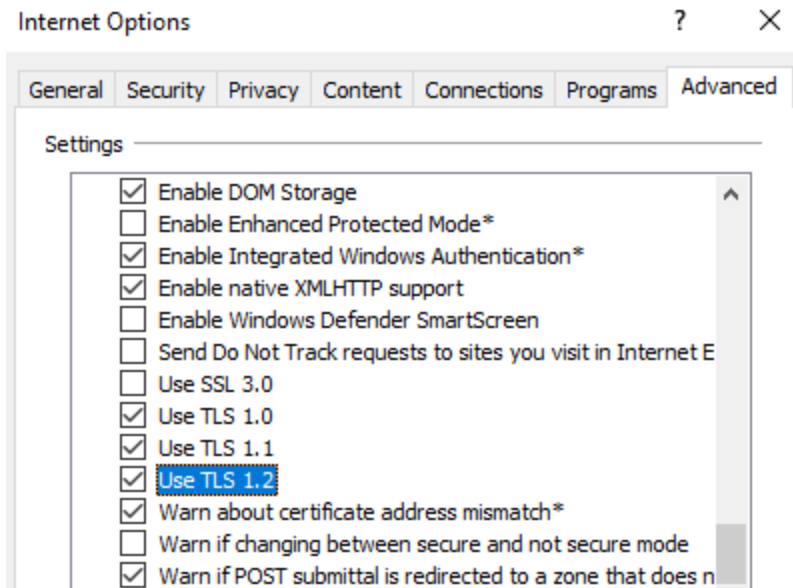 Internet Options ?
General Security Privacy Content Connections Programs Advanced
Settings
Enable DOM Storage
Enable Enhanced Protected Mode*
Enable Integrated Windows Authentication*
Enable native XMLHTTP support
Enable Windows Defender SmartScreen
Send Do Not Track requests to sites you visit in Internet E
Use SSL 3.0
Use TLS 1.0
Use TLS 1.1
Use TLS 1.2
Warn about certificate address mismatch*
Warn if changing between secure and not secure mode
Warn if POST submittal is redirected to a zone that does n